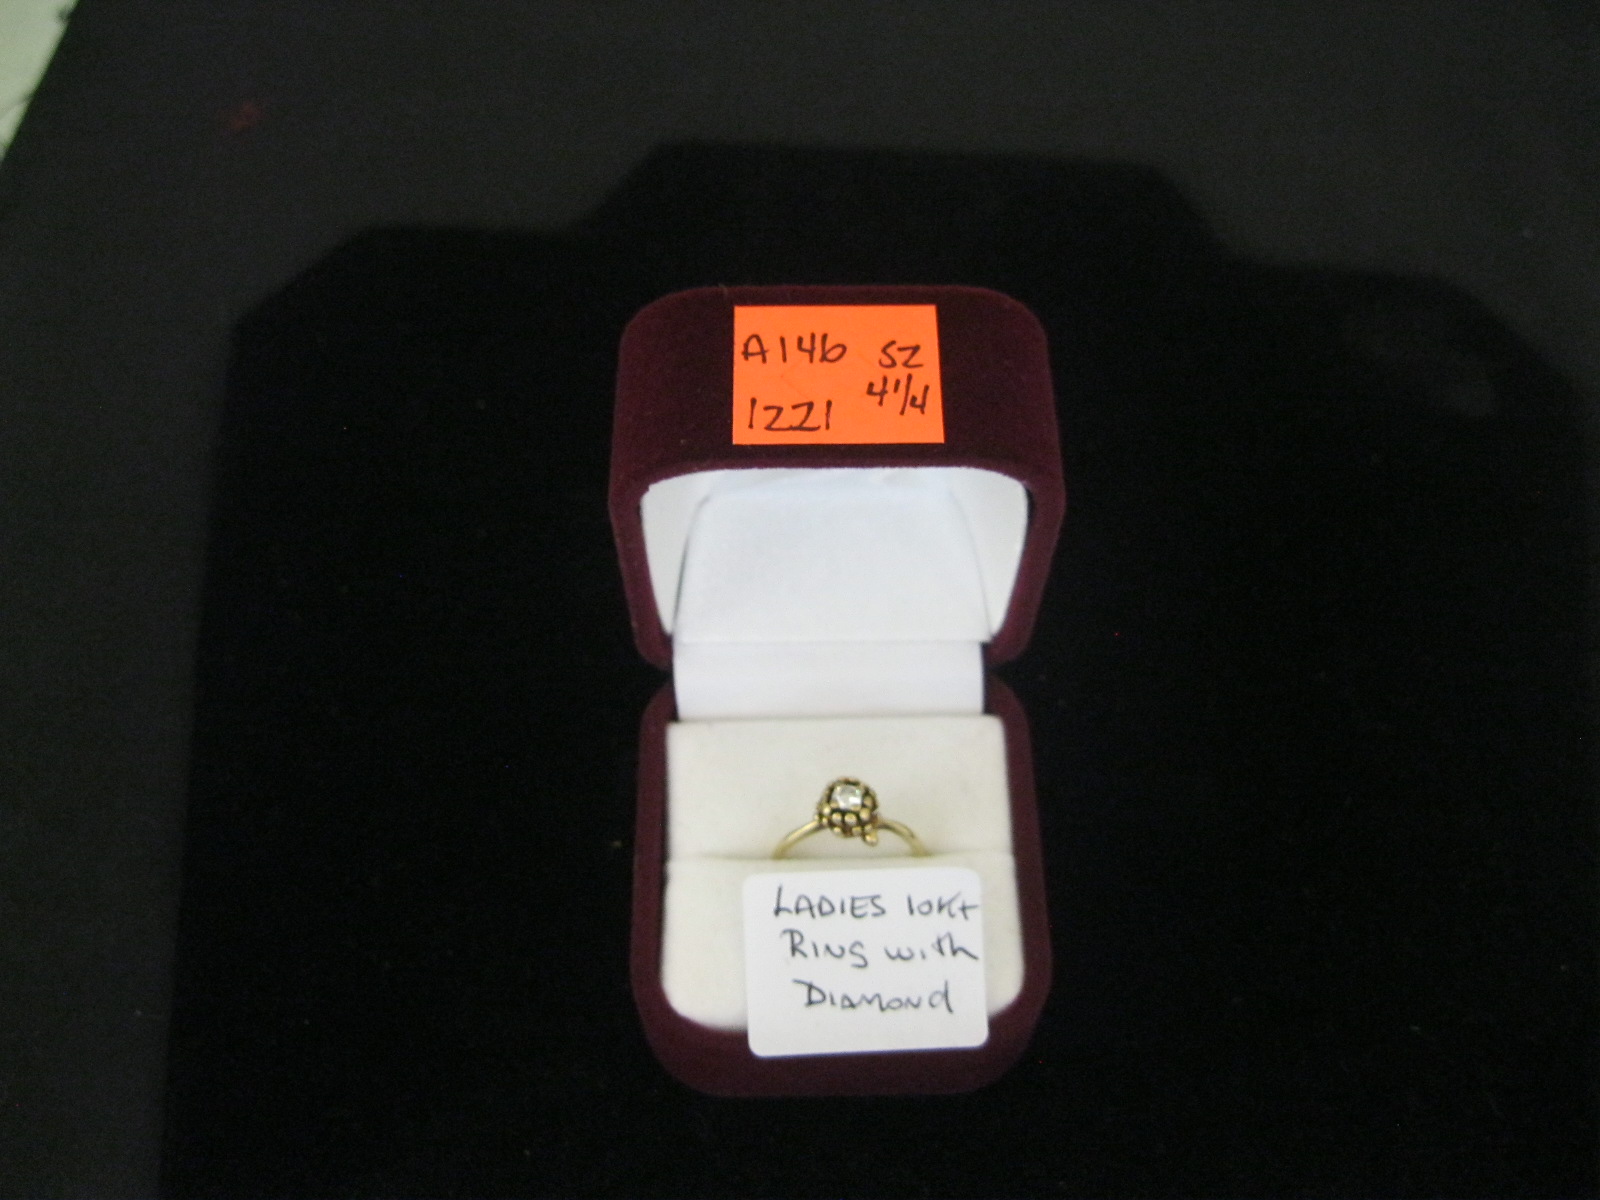 A146 SZ
1221 4 1/4
LADIES 10Kt
RING with
DIAMOND